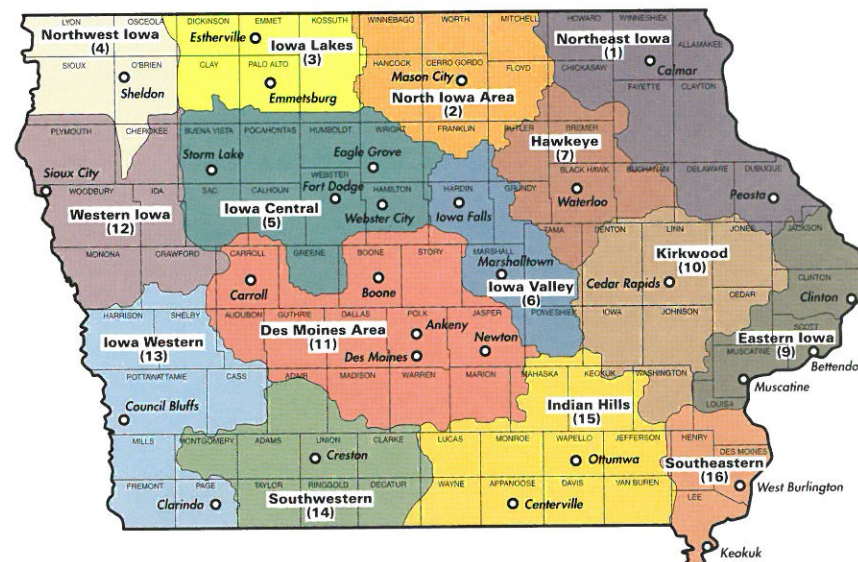 LYON
OSCEOLA
DICKINSON
EMMET
KOSSUTH
WINNEBAGO
WORTH
MITCHELL
HOWARD
WINNESHIEK
ALLAMAKEE
Northwest Iowa
(4)
Estherville
Iowa Lakes
(3)
Northeast Iowa
(1)
SIOUX
O'BRIEN
CLAY
PALO ALTO
HANCOCK
CERRO GORDO
FLOYD
CHICKASAW
Sheldon
Emmetsburg
Mason City
Calmar
North Iowa Area
(2)
FAYETTE
CLAYTON
PLYMOUTH
CHEROKEE
BUENA VISTA
POCAHONTAS
HUMBOLDT
WRIGHT
FRANKLIN
BUTLER
BREMER
Hawkeye
(7)
Storm Lake
Eagle Grove
Sioux City
WOODBURY
IDA
SAC
CALHOUN
WEBSTER
HAMILTON
HARDIN
GRUNDY
BLACK HAWK
BUCHANAN
DELAWARE
DUBUQUE
Fort Dodge
Webster City
Iowa Falls
Waterloo
Peosta
Western Iowa
(12)
Iowa Central
(5)
MONONA
CRAWFORD
CARROLL
GREENE
BOONE
STORY
MARSHALL
TAMA
BENTON
LINN
JONES
JACKSON
Carroll
Boone
Marshalltown
Iowa Valley
(6)
Kirkwood
(10)
Cedar Rapids
CLINTON
Clinton
CEDAR
HARRISON
SHELBY
AUDUBON
GUTHRIE
DALLAS
POLK
JASPER
POWESHIEK
IOWA
JOHNSON
SCOTT
Iowa Western
(13)
Des Moines Area
(11)
Ankeny
Newton
Des Moines
Eastern Iowa
(9)
MUSCATINE
Bettendo
Muscatine
POTTAWATTAMIE
CASS
ADAIR
MADISON
WARREN
MARION
MAHASKA
KEOKUK
WASHINGTON
LOUISA
Council Bluffs
Indian Hills
(15)
MILLS
MONTGOMERY
ADAMS
UNION
CLARKE
LUCAS
MONROE
WAPELLO
JEFFERSON
HENRY
DES MOINES
Creston
Ottumwa
Southeastern
(16)
West Burlington
FREMONT
PAGE
TAYLOR
RINGGOLD
DECATUR
WAYNE
APPANOOSE
DAVIS
VAN BUREN
LEE
Clarinda
Southwestern
(14)
Centerville
Keokuk